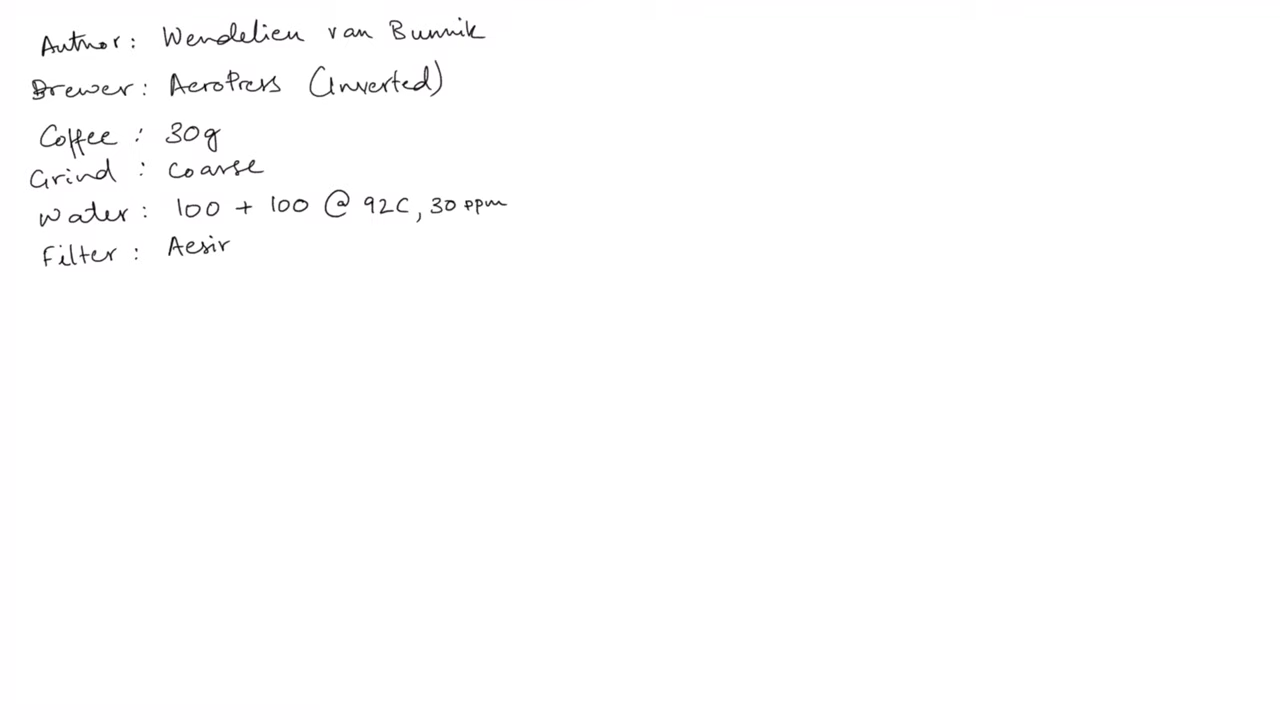 Author: Wendelien van Bunnik
Brewer: AeroPress (Inverted)
Coffee: 30g
Grind: Coarse
Water: 100 + 100 @ 92C, 30 ppm
Filter: Aesir